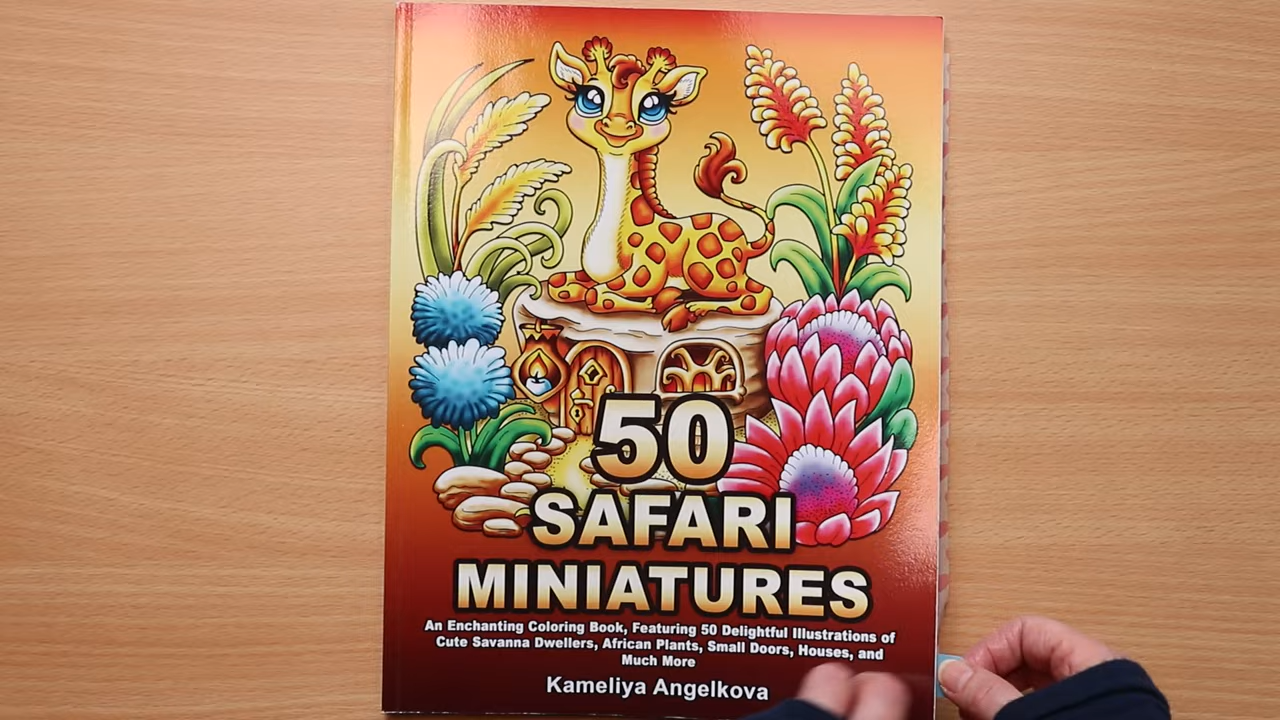 50
SAFARI
MINIATURES
An Enchanting Coloring Book, Featuring 50 Delightful Illustrations of
Cute Savanna Dwellers, African Plants, Small Doors, Houses, and
Much More
Kameliya Angelkova